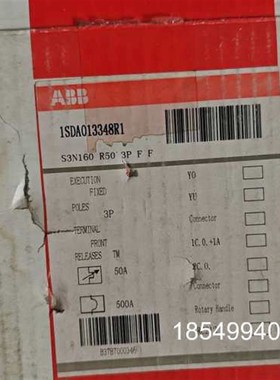 ABB
1SDA013348R1
S3N160 R50 3P F F
EXECUTION
FIXED
POLES
3P
TERMINAL
FRONT
RELEASES TM
50A
500A
YO
YU
Connector
1C.O.+1A
2C.O.
Connector
Rotary Handle
18549940